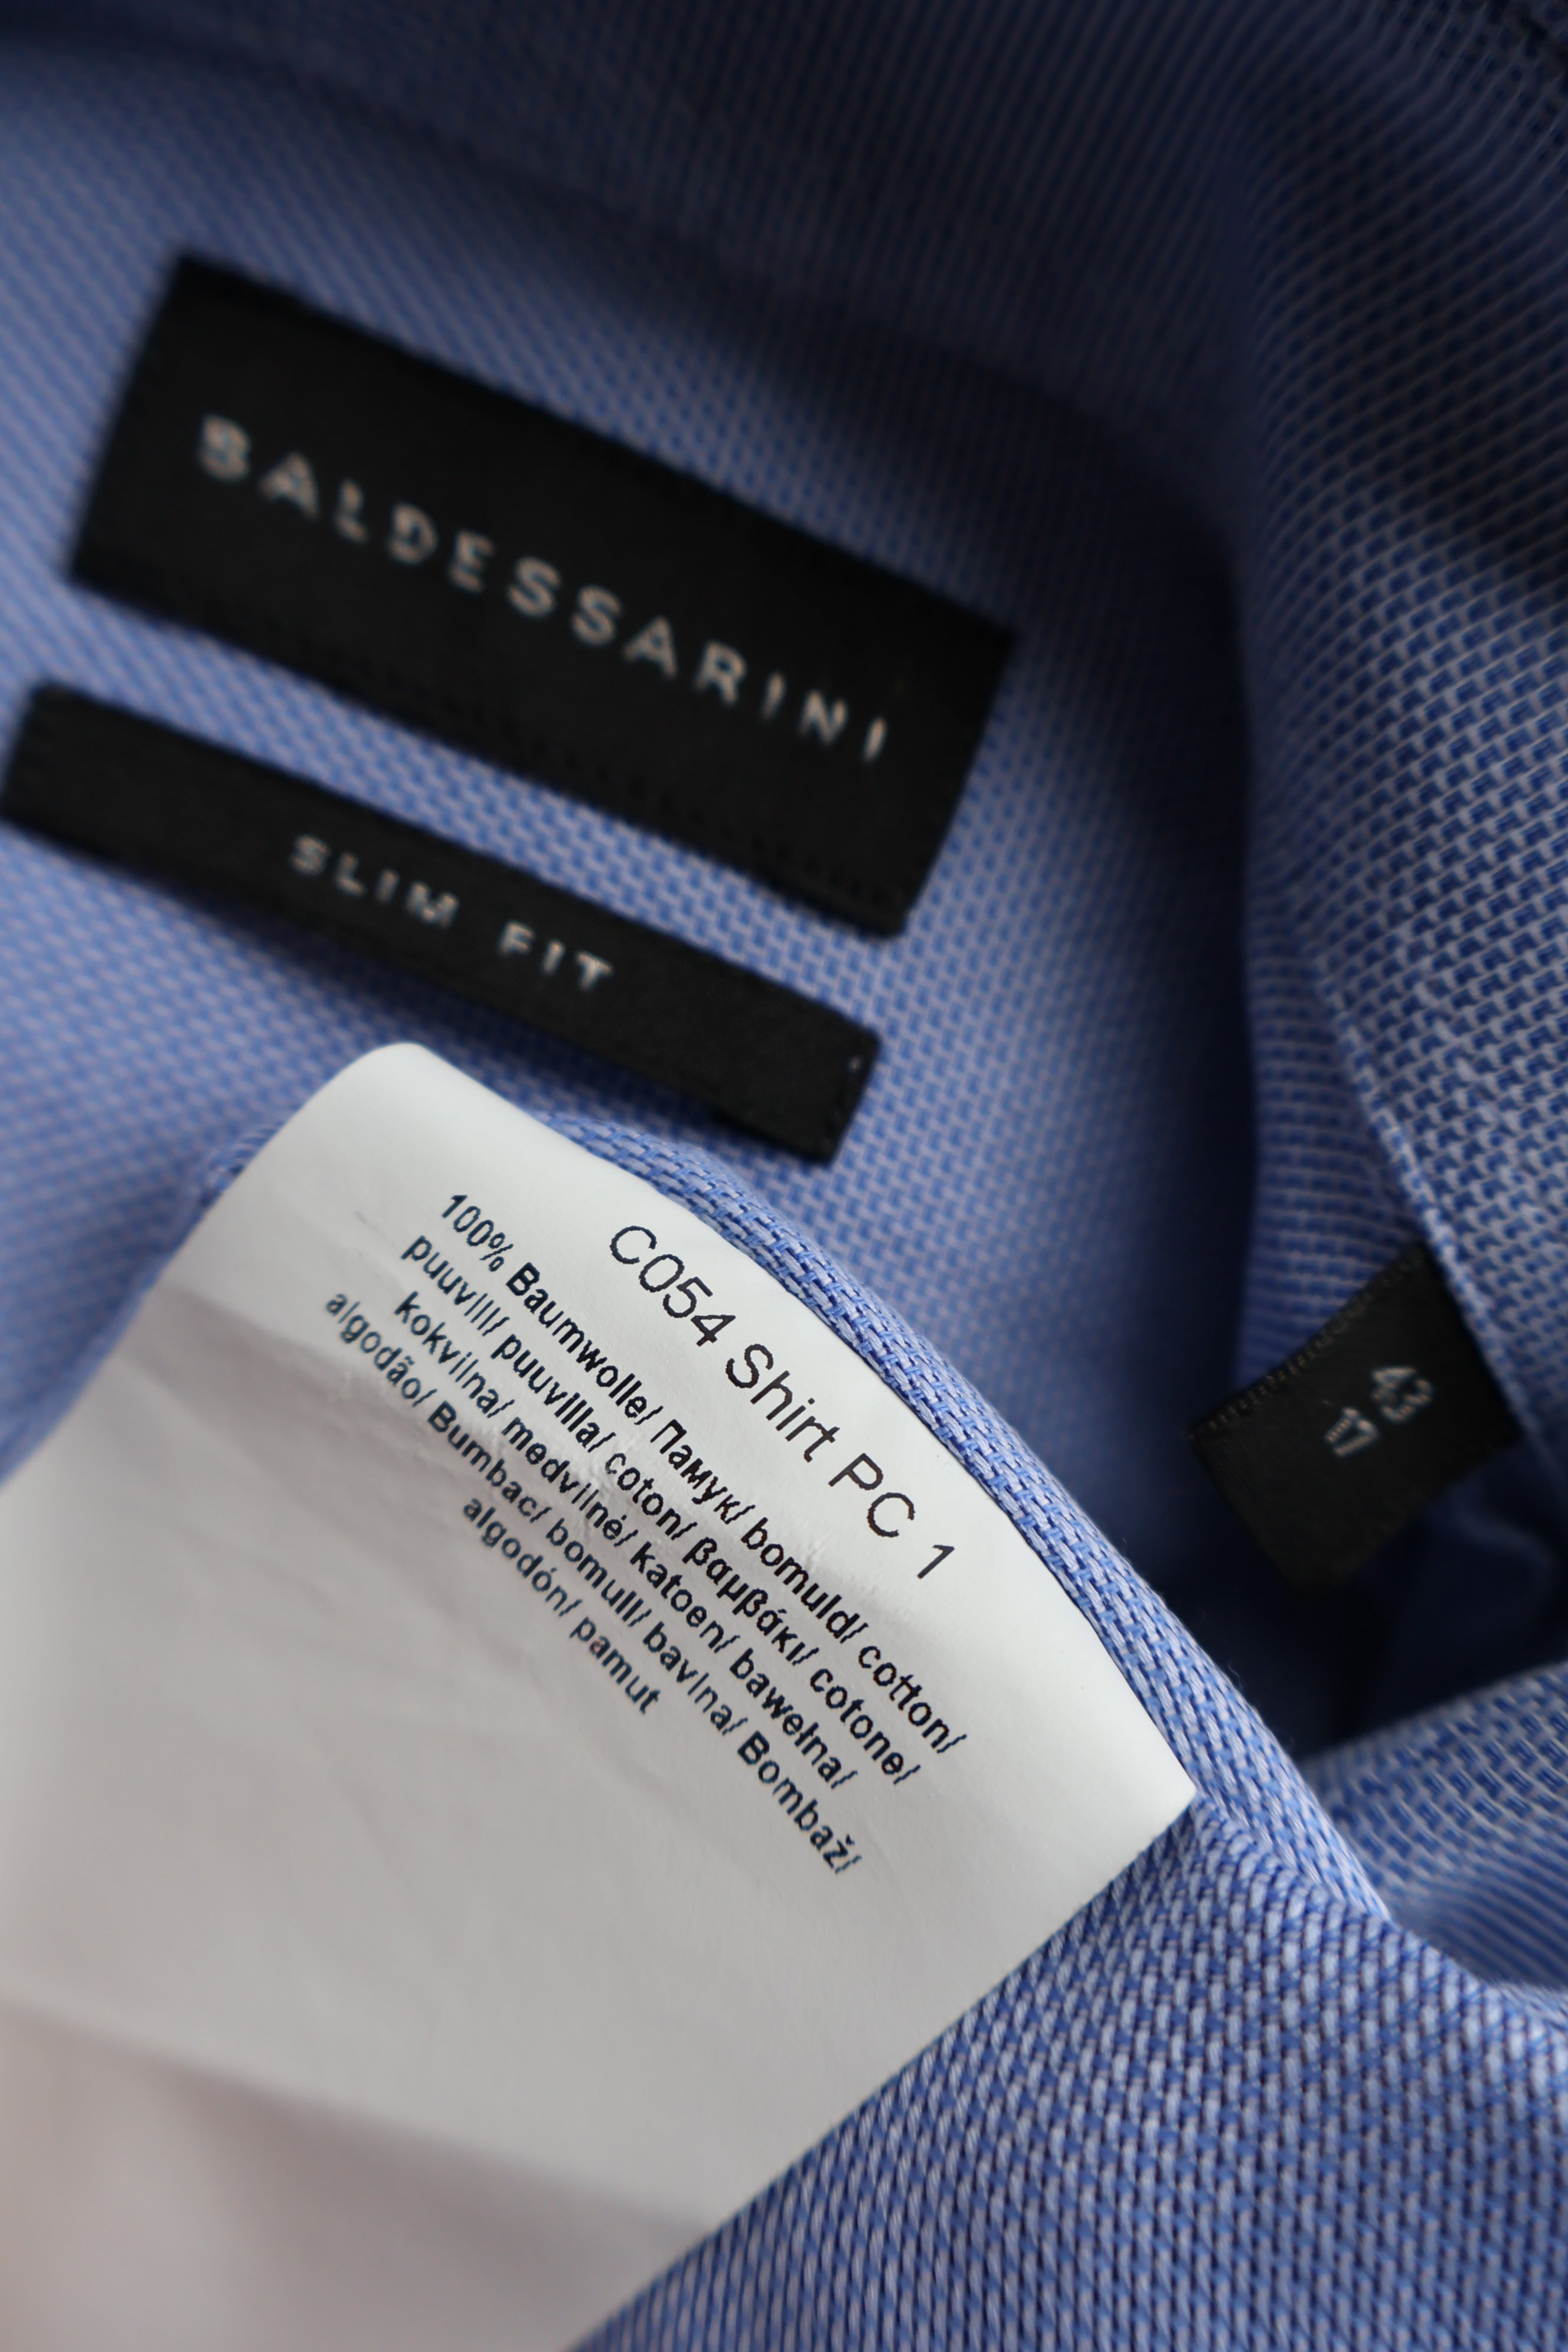 BALDESSARINI
SLIM FIT
43
17
C054 Shirt PC 1
100% Baumwolle/ Памук/ bomuld/ cotton/
puuvill/ puuvilla/ coton/ βαμβάκι/ cotone/
kokvilna/ medvilnė/ katoen/ bawełna/
algodão/ Bumbac/ bomull/ bavlna/ Bombaž/
algodón/ pamut